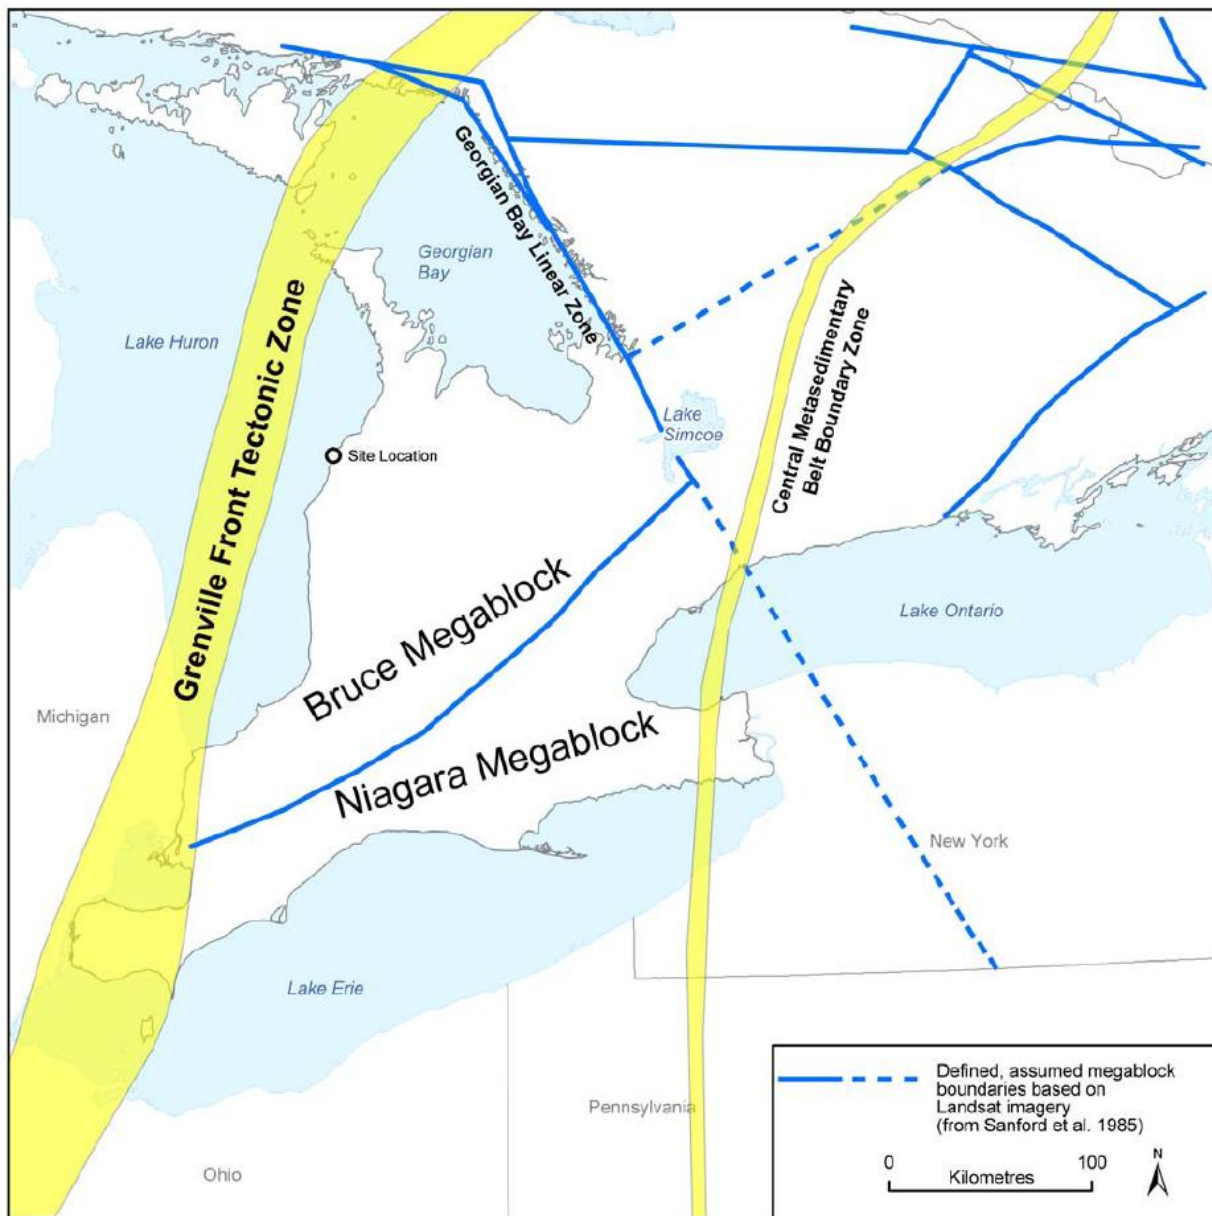 Georgian Bay Linear Zone
Georgian
Bay
Lake Huron
Grenville Front Tectonic Zone
Central Metasedimentary
Belt Boundary Zone
Lake
Simcoe
Site Location
Bruce Megablock
Lake Ontario
Michigan
Niagara Megablock
New York
Lake Erie
Pennsylvania
Ohio
Defined, assumed megablock
boundaries based on
Landsat imagery
(from Sanford et al. 1985)
0 100
Kilometres
N